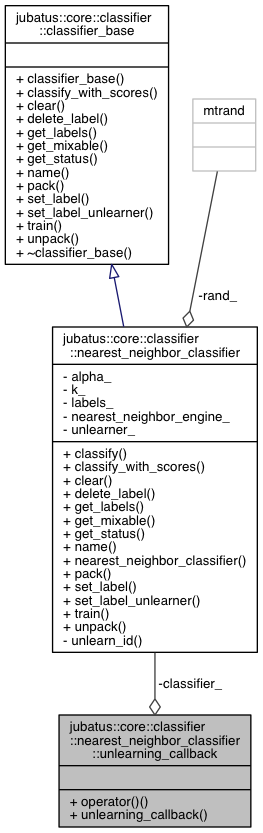 jubatus::core::classifier
::classifier_base
+ classifier_base()
+ classify_with_scores()
+ clear()
+ delete_label()
+ get_labels()
+ get_mixable()
+ get_status()
+ name()
+ pack()
+ set_label()
+ set_label_unlearner()
+ train()
+ unpack()
+ ~classifier_base()
mtrand
-rand_
jubatus::core::classifier
::nearest_neighbor_classifier
- alpha_
- k_
- labels_
- nearest_neighbor_engine_
- unlearner_
+ classify()
+ classify_with_scores()
+ clear()
+ delete_label()
+ get_labels()
+ get_mixable()
+ get_status()
+ name()
+ nearest_neighbor_classifier()
+ pack()
+ set_label()
+ set_label_unlearner()
+ train()
+ unpack()
- unlearn_id()
-classifier_
jubatus::core::classifier
::nearest_neighbor_classifier
::unlearning_callback
+ operator()()
+ unlearning_callback()